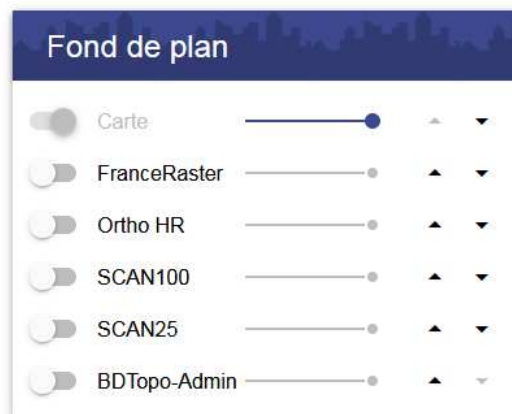 Fond de plan
Carte
FranceRaster
Ortho HR
SCAN100
SCAN25
BDTopo-Admin